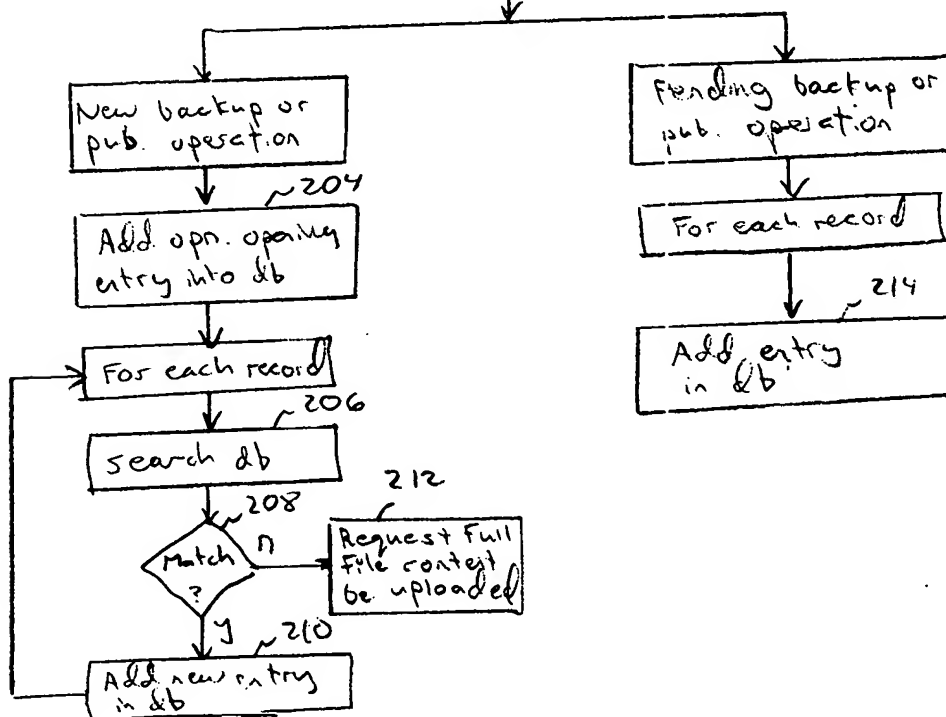 New backup or
pub. operation
204
Add opn. opening
entry into db
For each record
206
search db
208
Match
?
n
212
Request Full
File content
be uploaded
y
210
Add new entry
in db
Pending backup or
pub. operation
For each record
214
Add entry
in db